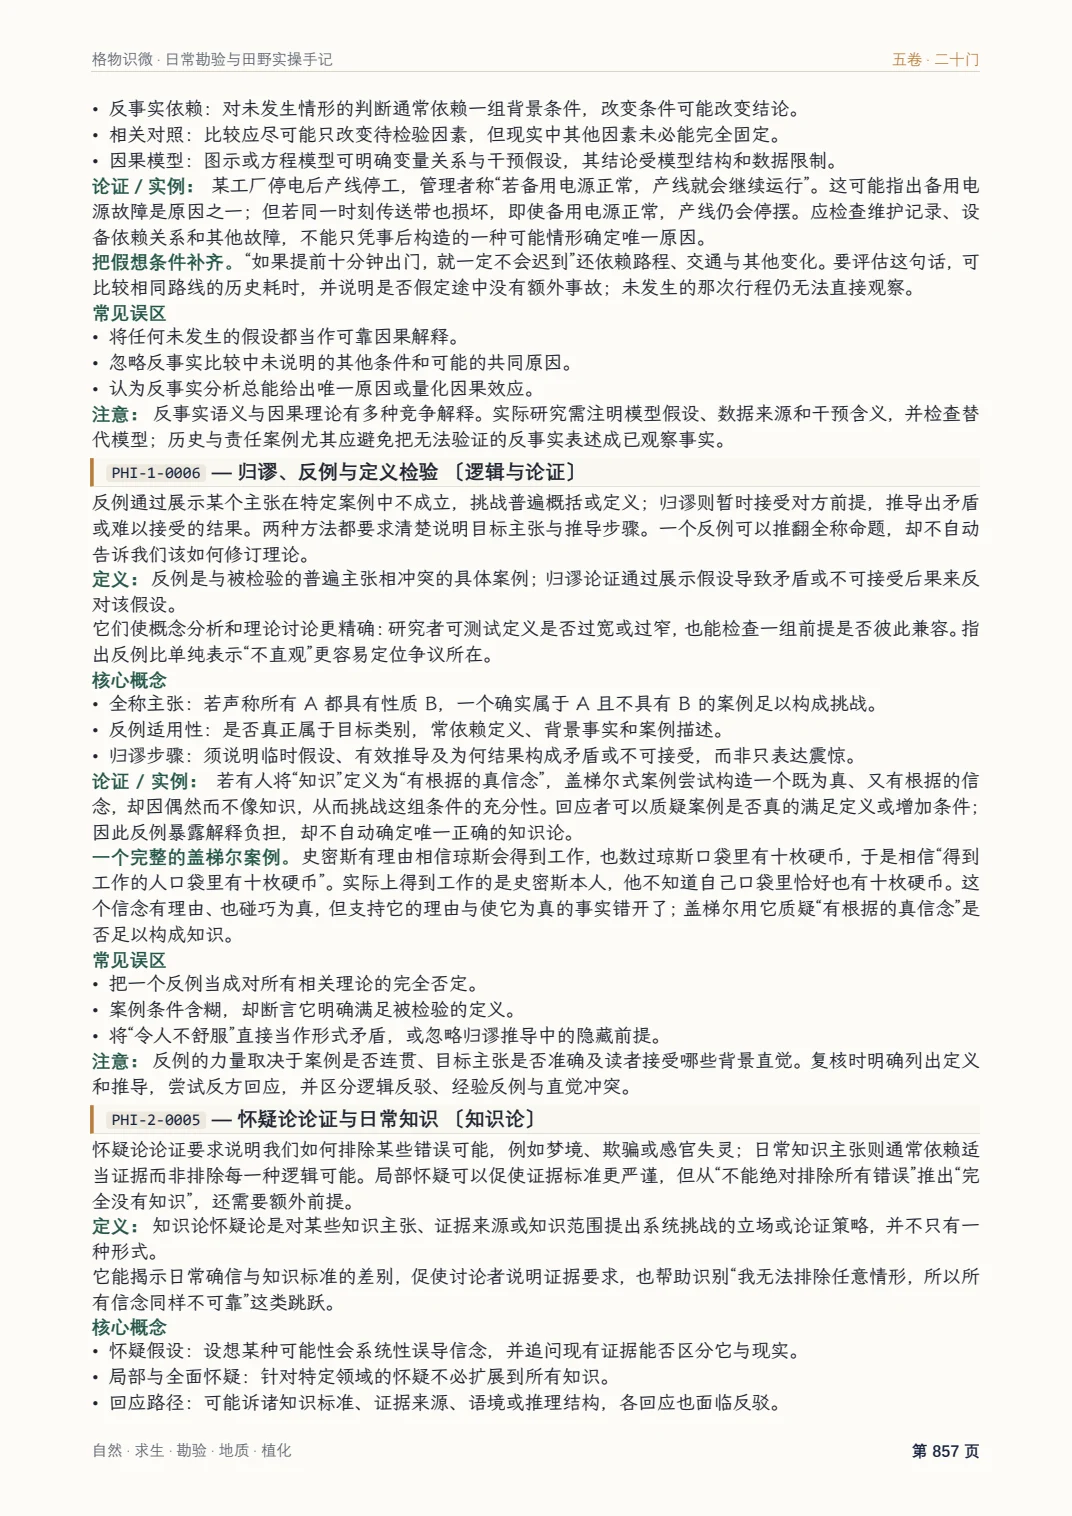 格物识微 · 日常勘验与田野实操手记
五卷 · 二十门
• 反事实依赖：对未发生情形的判断通常依赖一组背景条件，改变条件可能改变结论。
• 相关对照：比较应尽可能只改变待检验因素，但现实中其他因素未必能完全固定。
• 因果模型：图示或方程模型可明确变量关系与干预假设，其结论受模型结构和数据限制。
论证 / 实例： 某工厂停电后产线停工，管理者称“若备用电源正常，产线就会继续运行”。这可能指出备用电
源故障是原因之一；但若同一时刻传送带也损坏，即使备用电源正常，产线仍会停摆。应检查维护记录、设
备依赖关系和其他故障，不能只凭事后构造的一种可能情形确定唯一原因。
把假想条件补齐。“如果提前十分钟出门，就一定不会迟到”还依赖路程、交通与其他变化。要评估这句话，可
比较相同路线的历史耗时，并说明是否假定途中没有额外事故；未发生的那次行程仍无法直接观察。
常见误区
• 将任何未发生的假设都当作可靠因果解释。
• 忽略反事实比较中未说明的其他条件和可能的共同原因。
• 认为反事实分析总能给出唯一原因或量化因果效应。
注意： 反事实语义与因果理论有多种竞争解释。实际研究需注明模型假设、数据来源和干预含义，并检查替
代模型；历史与责任案例尤其应避免把无法验证的反事实表述成已观察事实。
PHI-1-0006 — 归谬、反例与定义检验 〔逻辑与论证〕
反例通过展示某个主张在特定案例中不成立，挑战普遍概括或定义；归谬则暂时接受对方前提，推导出矛盾
或难以接受的结果。两种方法都要求清楚说明目标主张与推导步骤。一个反例可以推翻全称命题，却不自动
告诉我们该如何修订理论。
定义： 反例是与被检验的普遍主张相冲突的具体案例；归谬论证通过展示假设导致矛盾或不可接受后果来反
对该假设。
它们使概念分析和理论讨论更精确：研究者可测试定义是否过宽或过窄，也能检查一组前提是否彼此兼容。指
出反例比单纯表示“不直观”更容易定位争议所在。
核心概念
• 全称主张：若声称所有 A 都具有性质 B，一个确实属于 A 且不具有 B 的案例足以构成挑战。
• 反例适用性：是否真正属于目标类别，常依赖定义、背景事实和案例描述。
• 归谬步骤：须说明临时假设、有效推导及为何结果构成矛盾或不可接受，而非只表达震惊。
论证 / 实例： 若有人将“知识”定义为“有根据的真信念”，盖梯尔式案例尝试构造一个既为真、又有根据的信
念，却因偶然而不像知识，从而挑战这组条件的充分性。回应者可以质疑案例是否真的满足定义或增加条件；
因此反例暴露解释负担，却不自动确定唯一正确的知识论。
一个完整的盖梯尔案例。史密斯有理由相信琼斯会得到工作，也数过琼斯口袋里有十枚硬币，于是相信“得到
工作的人口袋里有十枚硬币”。实际上得到工作的是史密斯本人，他不知道自己口袋里恰好也有十枚硬币。这
个信念有理由、也碰巧为真，但支持它的理由与使它为真的事实错开了；盖梯尔用它质疑“有根据的真信念”是
否足以构成知识。
常见误区
• 把一个反例当成对所有相关理论的完全否定。
• 案例条件含糊，却断言它明确满足被检验的定义。
• 将“令人不舒服”直接当作形式矛盾，或忽略归谬推导中的隐藏前提。
注意： 反例的力量取决于案例是否连贯、目标主张是否准确及读者接受哪些背景直觉。复核时明确列出定义
和推导，尝试反方回应，并区分逻辑反驳、经验反例与直觉冲突。
PHI-2-0005 — 怀疑论论证与日常知识 〔知识论〕
怀疑论论证要求说明我们如何排除某些错误可能，例如梦境、欺骗或感官失灵；日常知识主张则通常依赖适
当证据而非排除每一种逻辑可能。局部怀疑可以促使证据标准更严谨，但从“不能绝对排除所有错误”推出“完
全没有知识”，还需要额外前提。
定义： 知识论怀疑论是对某些知识主张、证据来源或知识范围提出系统挑战的立场或论证策略，并不只有一
种形式。
它能揭示日常确信与知识标准的差别，促使讨论者说明证据要求，也帮助识别“我无法排除任意情形，所以所
有信念同样不可靠”这类跳跃。
核心概念
• 怀疑假设：设想某种可能性会系统性误导信念，并追问现有证据能否区分它与现实。
• 局部与全面怀疑：针对特定领域的怀疑不必扩展到所有知识。
• 回应路径：可能诉诸知识标准、证据来源、语境或推理结构，各回应也面临反驳。
自然 · 求生 · 勘验 · 地质 · 植化
第 857 页